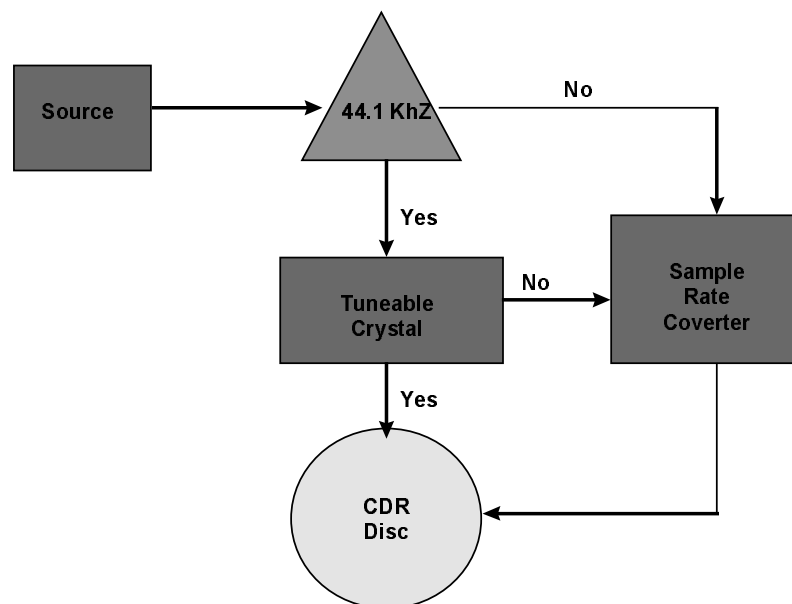 Source
44.1 KhZ
No
Yes
Tuneable
Crystal
No
Sample
Rate
Coverter
Yes
CDR
Disc